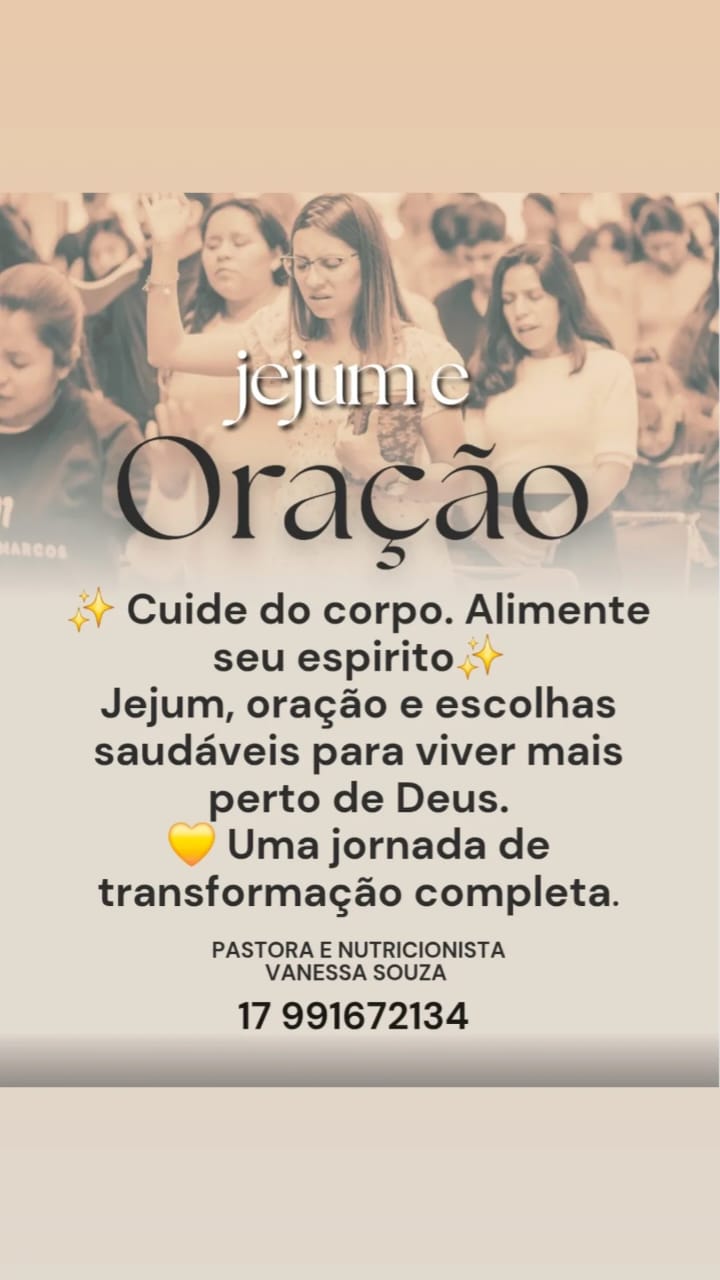 jejum e
Oração
MARCOS
✨ Cuide do corpo. Alimente
seu espirito✨
Jejum, oração e escolhas
saudáveis para viver mais
perto de Deus.
💛 Uma jornada de
transformação completa.
PASTORA E NUTRICIONISTA
VANESSA SOUZA
17 991672134